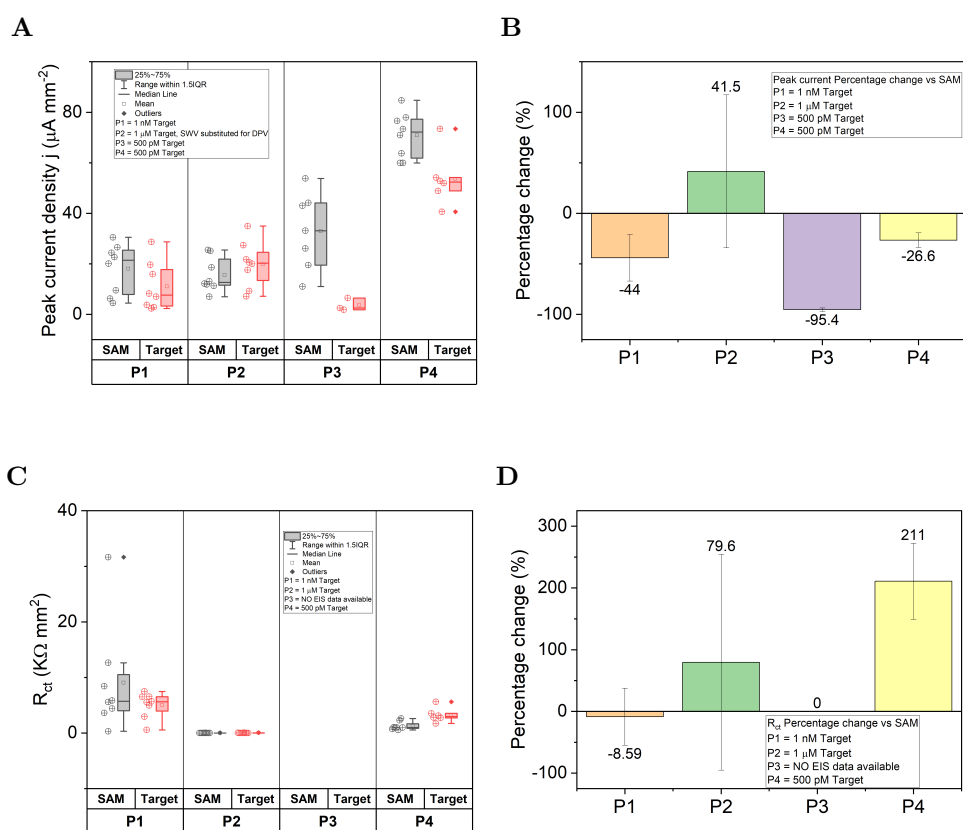 A
Peak current density j (μA mm⁻²)
80
40
0
25%~75%
Range within 1.5IQR
Median Line
Mean
Outliers
P1 = 1 nM Target
P2 = 1 μM Target, SWV substituted for DPV
P3 = 500 pM Target
P4 = 500 pM Target
SAM Target SAM Target SAM Target SAM Target
P1 P2 P3 P4
B
Percentage change (%)
100
0
-100
Peak current Percentage change vs SAM
P1 = 1 nM Target
P2 = 1 μM Target
P3 = 500 pM Target
P4 = 500 pM Target
41.5
-44
-26.6
-95.4
P1 P2 P3 P4
C
R_ct (KΩ mm²)
40
20
0
25%~75%
Range within 1.5IQR
Median Line
Mean
Outliers
P1 = 1 nM Target
P2 = 1 μM Target
P3 = NO EIS data available
P4 = 500 pM Target
SAM Target SAM Target SAM Target SAM Target
P1 P2 P3 P4
D
Percentage change (%)
300
200
100
0
-100
79.6
211
0
-8.59
R_ct Percentage change vs SAM
P1 = 1 nM Target
P2 = 1 μM Target
P3 = NO EIS data available
P4 = 500 pM Target
P1 P2 P3 P4